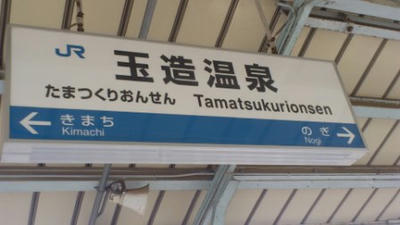 JR
玉造温泉
たまつくりおんせん Tamatsukurionsen
← きまち のぎ →
Kimachi Nogi